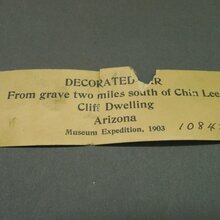 DECORATED
From grave two miles south of Chin Lee
Cliff Dwelling
Arizona
Museum Expedition, 1903
1084